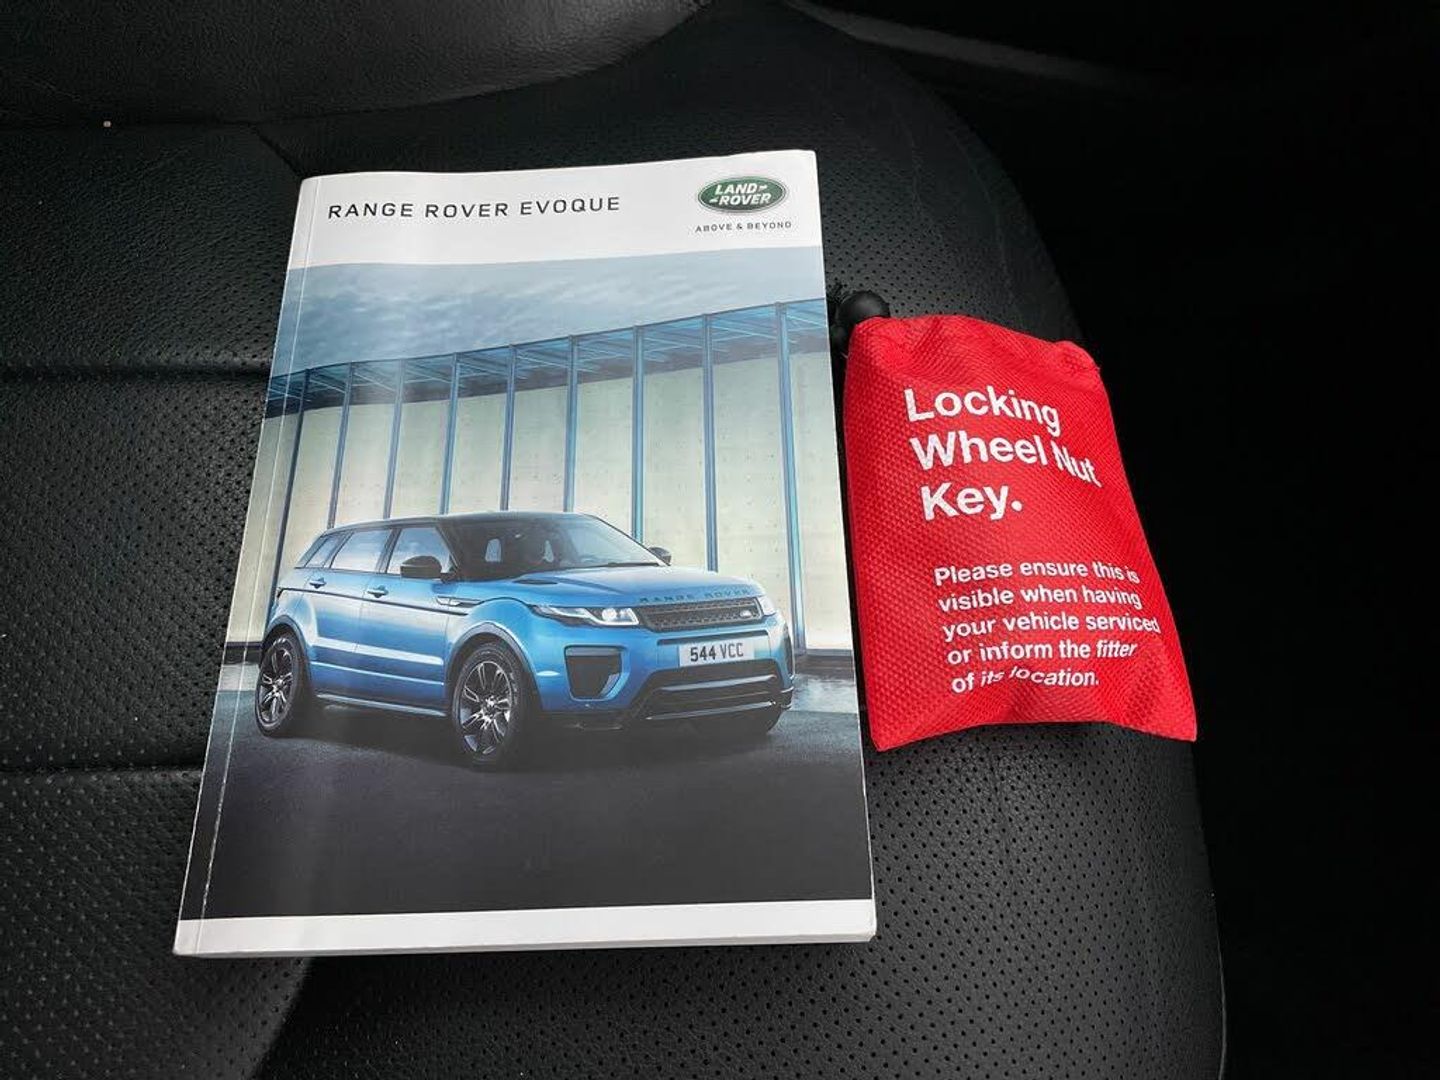 RANGE ROVER EVOQUE
LAND-
-ROVER
ABOVE & BEYOND
RANGE ROVER
544 VCC
Locking
Wheel Nut
Key.
Please ensure this is
visible when having
your vehicle serviced
or inform the fitter
of its location.